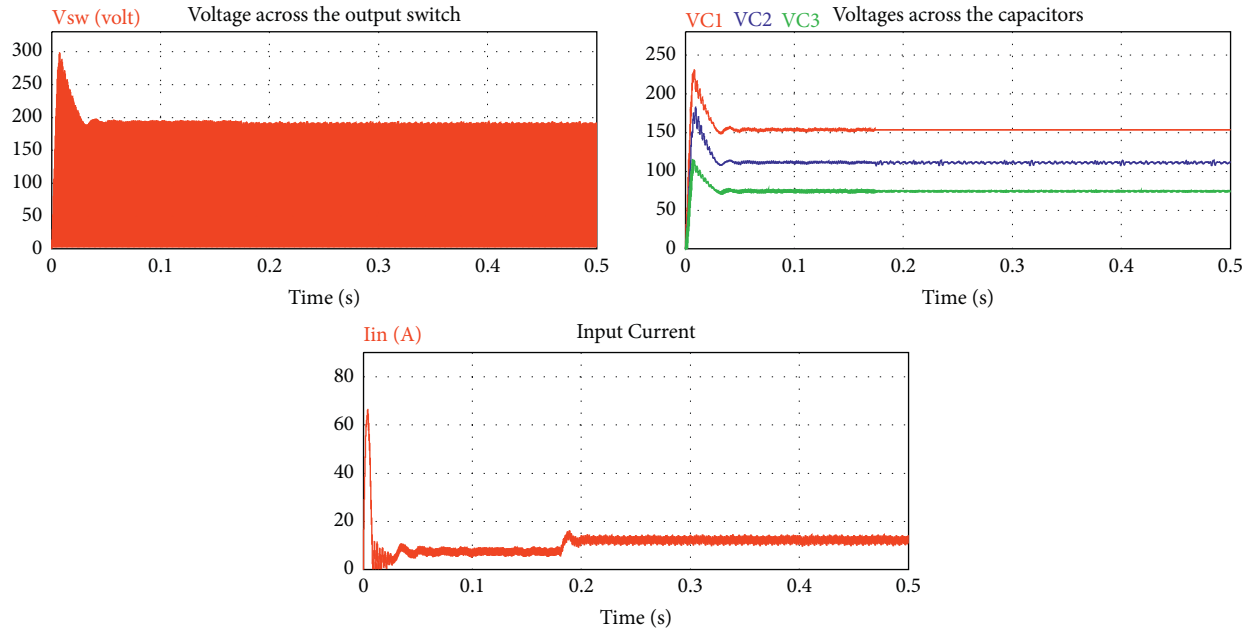 Vsw (volt) Voltage across the output switch
300
250
200
150
100
50
0
0 0.1 0.2 0.3 0.4 0.5
Time (s)
VC1 VC2 VC3 Voltages across the capacitors
250
200
150
100
50
0
0 0.1 0.2 0.3 0.4 0.5
Time (s)
Iin (A) Input Current
80
60
40
20
0
0 0.1 0.2 0.3 0.4 0.5
Time (s)